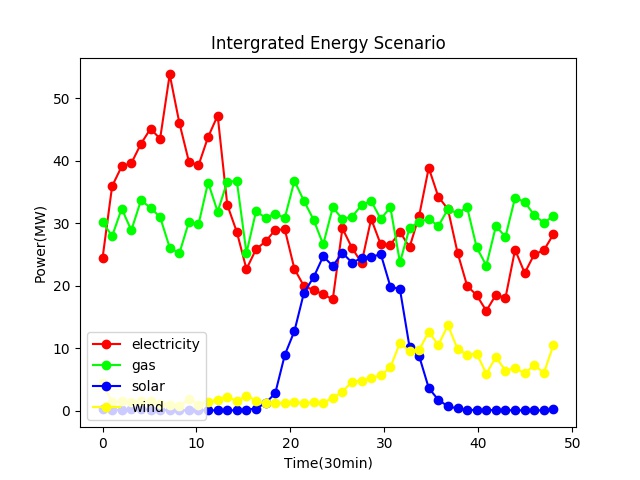 Intergrated Energy Scenario
Power(MW)
50
40
30
20
10
0
electricity
gas
solar
wind
0 10 20 30 40 50
Time(30min)